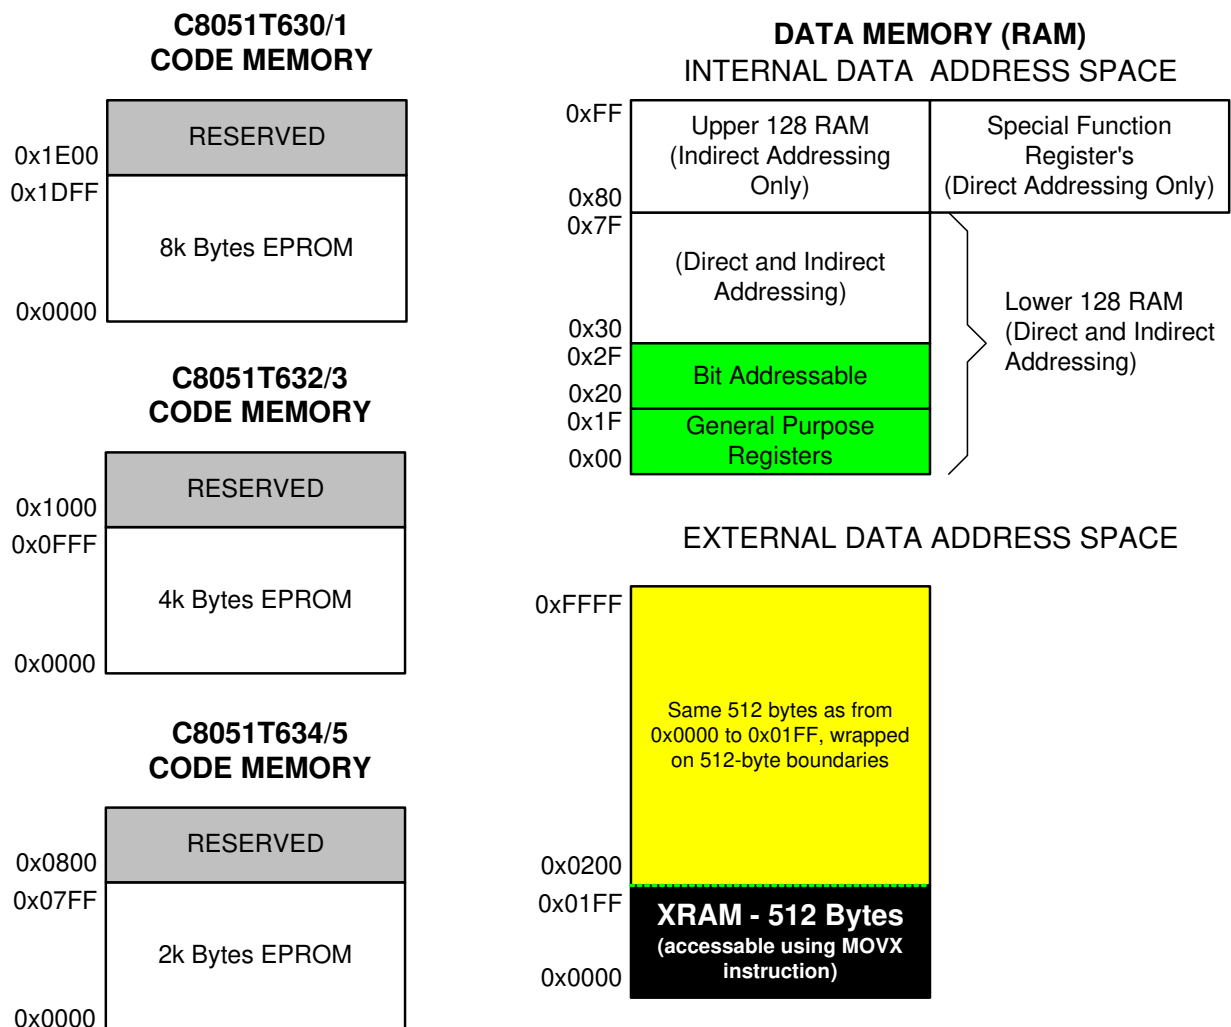 C8051T630/1
CODE MEMORY
RESERVED
0x1E00
0x1DFF
8k Bytes EPROM
0x0000
C8051T632/3
CODE MEMORY
RESERVED
0x1000
0x0FFF
4k Bytes EPROM
0x0000
C8051T634/5
CODE MEMORY
RESERVED
0x0800
0x07FF
2k Bytes EPROM
0x0000
DATA MEMORY (RAM)
INTERNAL DATA ADDRESS SPACE
0xFF
Upper 128 RAM
(Indirect Addressing
Only)
0x80
Special Function
Register's
(Direct Addressing Only)
0x7F
(Direct and Indirect
Addressing)
0x30
0x2F
Bit Addressable
0x20
0x1F
General Purpose
Registers
0x00
Lower 128 RAM
(Direct and Indirect
Addressing)
EXTERNAL DATA ADDRESS SPACE
0xFFFF
Same 512 bytes as from
0x0000 to 0x01FF, wrapped
on 512-byte boundaries
0x0200
0x01FF
XRAM - 512 Bytes
(accessable using MOVX
instruction)
0x0000